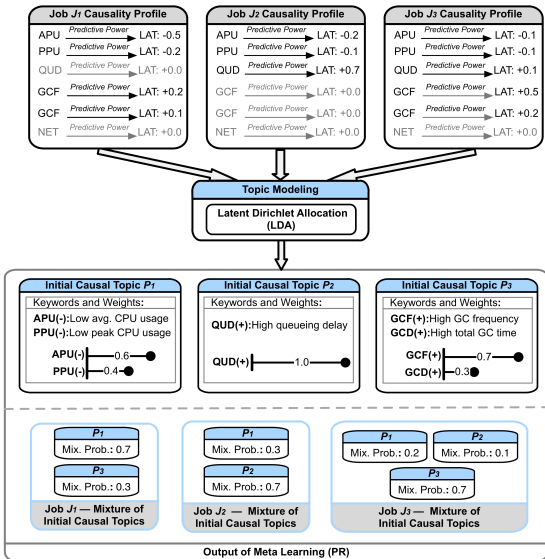 Job J1 Causality Profile
APU Predictive Power LAT: -0.5
PPU Predictive Power LAT: -0.2
QUD Predictive Power LAT: +0.0
GCF Predictive Power LAT: +0.2
GCF Predictive Power LAT: +0.1
NET Predictive Power LAT: +0.0
Job J2 Causality Profile
APU Predictive Power LAT: -0.2
PPU Predictive Power LAT: -0.1
QUD Predictive Power LAT: +0.7
GCF Predictive Power LAT: +0.0
GCF Predictive Power LAT: +0.0
NET Predictive Power LAT: +0.0
Job J3 Causality Profile
APU Predictive Power LAT: -0.1
PPU Predictive Power LAT: -0.1
QUD Predictive Power LAT: +0.1
GCF Predictive Power LAT: +0.5
GCF Predictive Power LAT: +0.2
NET Predictive Power LAT: +0.0
Topic Modeling
Latent Dirichlet Allocation
(LDA)
Initial Causal Topic P1
Keywords and Weights:
APU(-):Low avg. CPU usage
PPU(-):Low peak CPU usage
APU(-) 0.6
PPU(-) 0.4
Initial Causal Topic P2
Keywords and Weights:
QUD(+):High queueing delay
QUD(+) 1.0
Initial Causal Topic P3
Keywords and Weights:
GCF(+):High GC frequency
GCD(+):High total GC time
GCF(+) 0.7
GCD(+) 0.3
P1
Mix. Prob.: 0.7
P3
Mix. Prob.: 0.3
Job J1 — Mixture of
Initial Causal Topics
P1
Mix. Prob.: 0.3
P2
Mix. Prob.: 0.7
Job J2 — Mixture of
Initial Causal Topics
P1
Mix. Prob.: 0.2
P2
Mix. Prob.: 0.1
P3
Mix. Prob.: 0.7
Job J3 — Mixture of
Initial Causal Topics
Output of Meta Learning (PR)